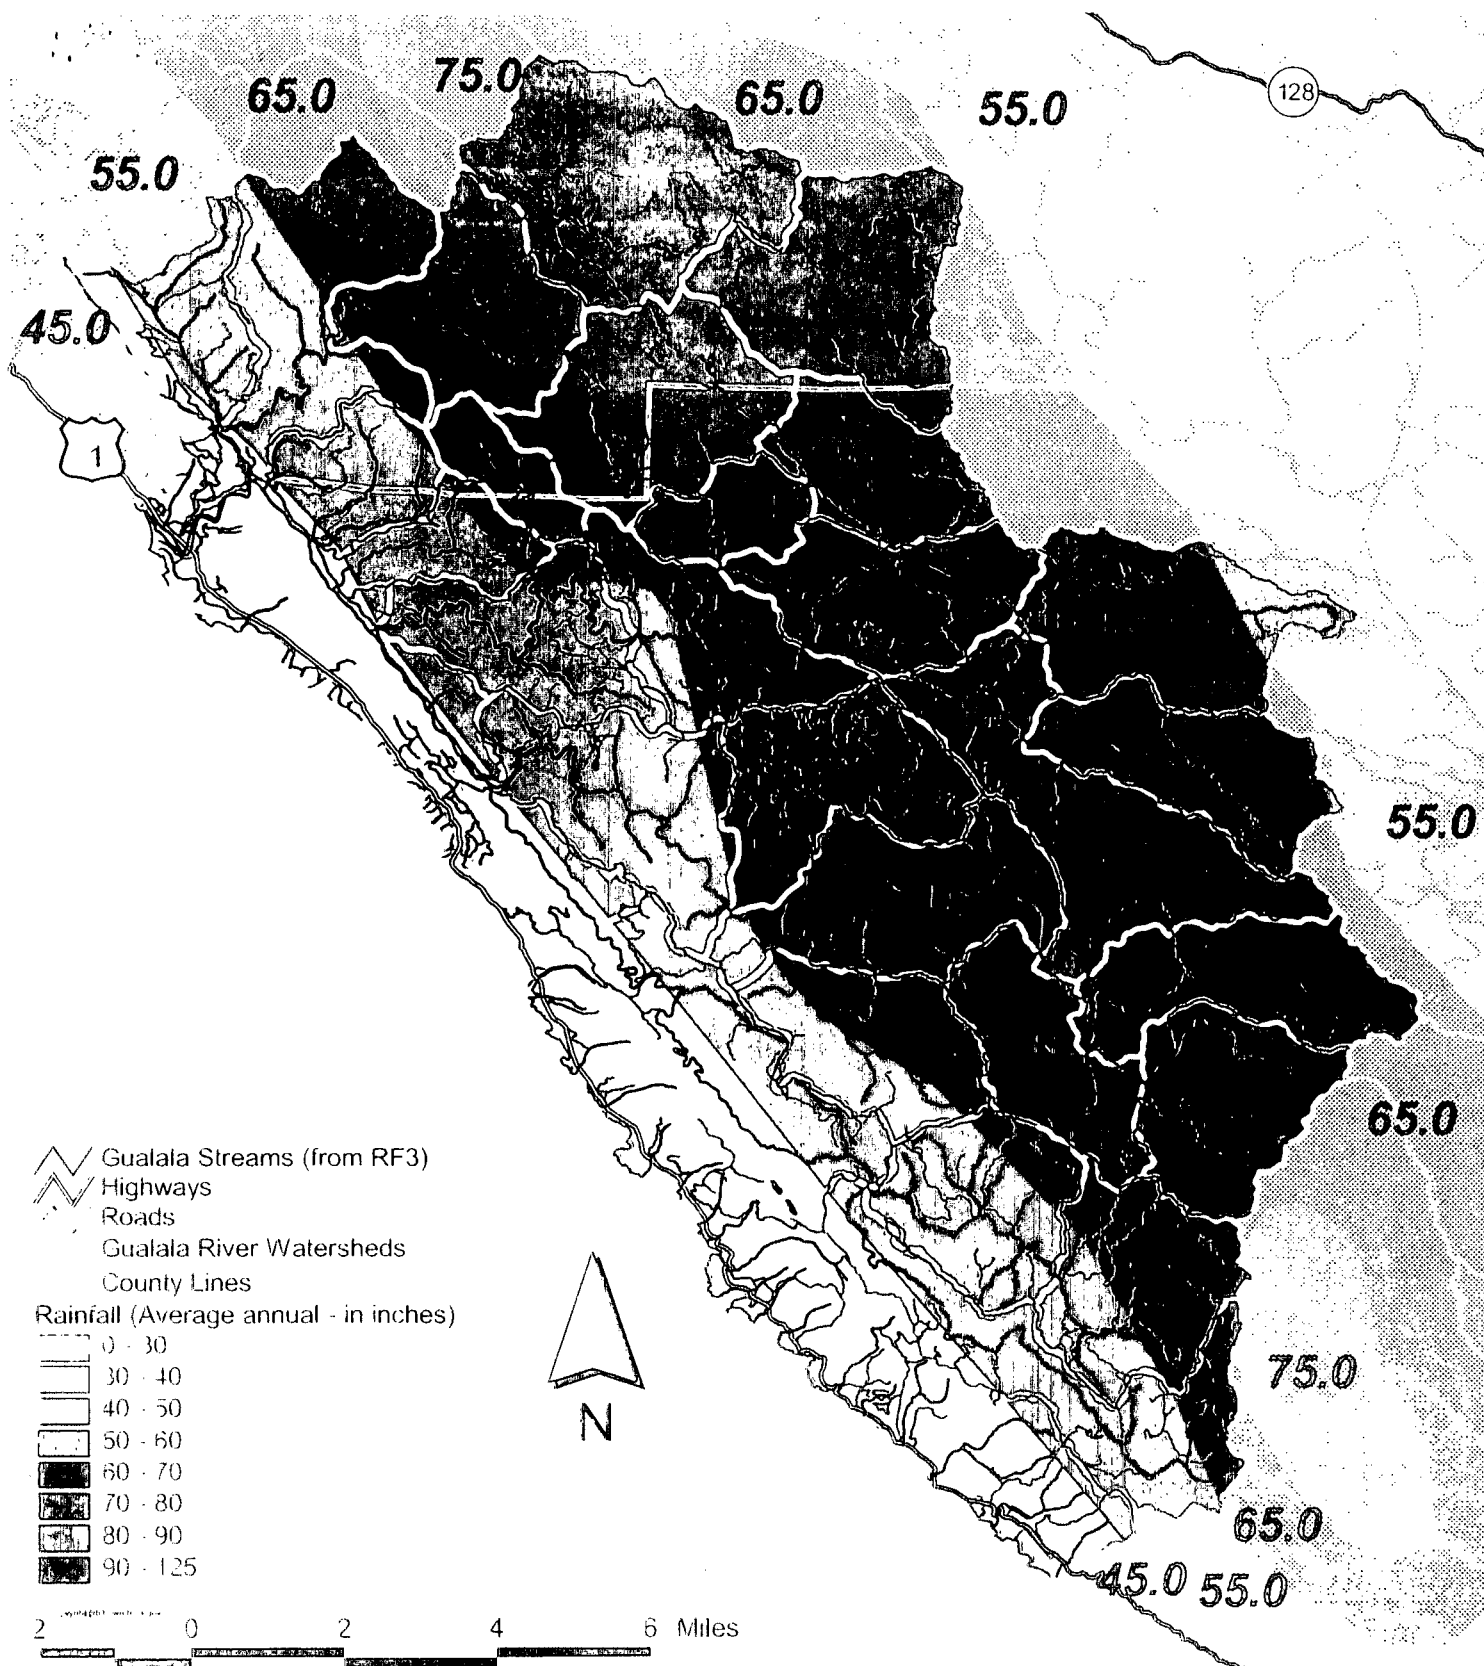 75.0
65.0
65.0
55.0
128
55.0
45.0
1
55.0
65.0
75.0
65.0
45.0
55.0
Gualala Streams (from RF3)
Highways
Roads
Gualala River Watersheds
County Lines
Rainfall (Average annual - in inches)
0 - 30
30 - 40
40 - 50
50 - 60
60 - 70
70 - 80
80 - 90
90 - 125
N
2 0 2 4 6 Miles